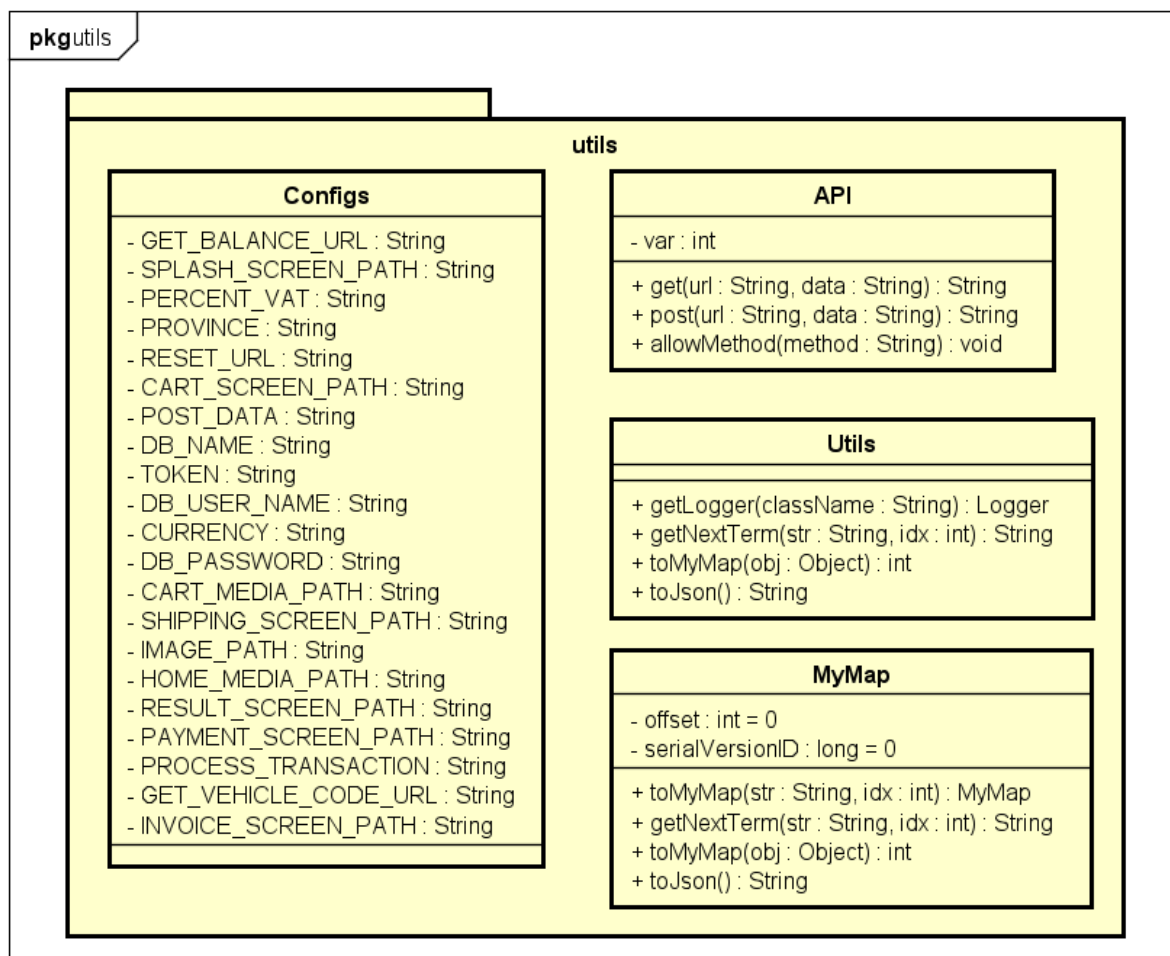 pkgutils
utils
Configs
- GET_BALANCE_URL : String
- SPLASH_SCREEN_PATH : String
- PERCENT_VAT : String
- PROVINCE : String
- RESET_URL : String
- CART_SCREEN_PATH : String
- POST_DATA : String
- DB_NAME : String
- TOKEN : String
- DB_USER_NAME : String
- CURRENCY : String
- DB_PASSWORD : String
- CART_MEDIA_PATH : String
- SHIPPING_SCREEN_PATH : String
- IMAGE_PATH : String
- HOME_MEDIA_PATH : String
- RESULT_SCREEN_PATH : String
- PAYMENT_SCREEN_PATH : String
- PROCESS_TRANSACTION : String
- GET_VEHICLE_CODE_URL : String
- INVOICE_SCREEN_PATH : String
API
- var : int
+ get(url : String, data : String) : String
+ post(url : String, data : String) : String
+ allowMethod(method : String) : void
Utils
+ getLogger(className : String) : Logger
+ getNextTerm(str : String, idx : int) : String
+ toMyMap(obj : Object) : int
+ toJson() : String
MyMap
- offset : int = 0
- serialVersionID : long = 0
+ toMyMap(str : String, idx : int) : MyMap
+ getNextTerm(str : String, idx : int) : String
+ toMyMap(obj : Object) : int
+ toJson() : String